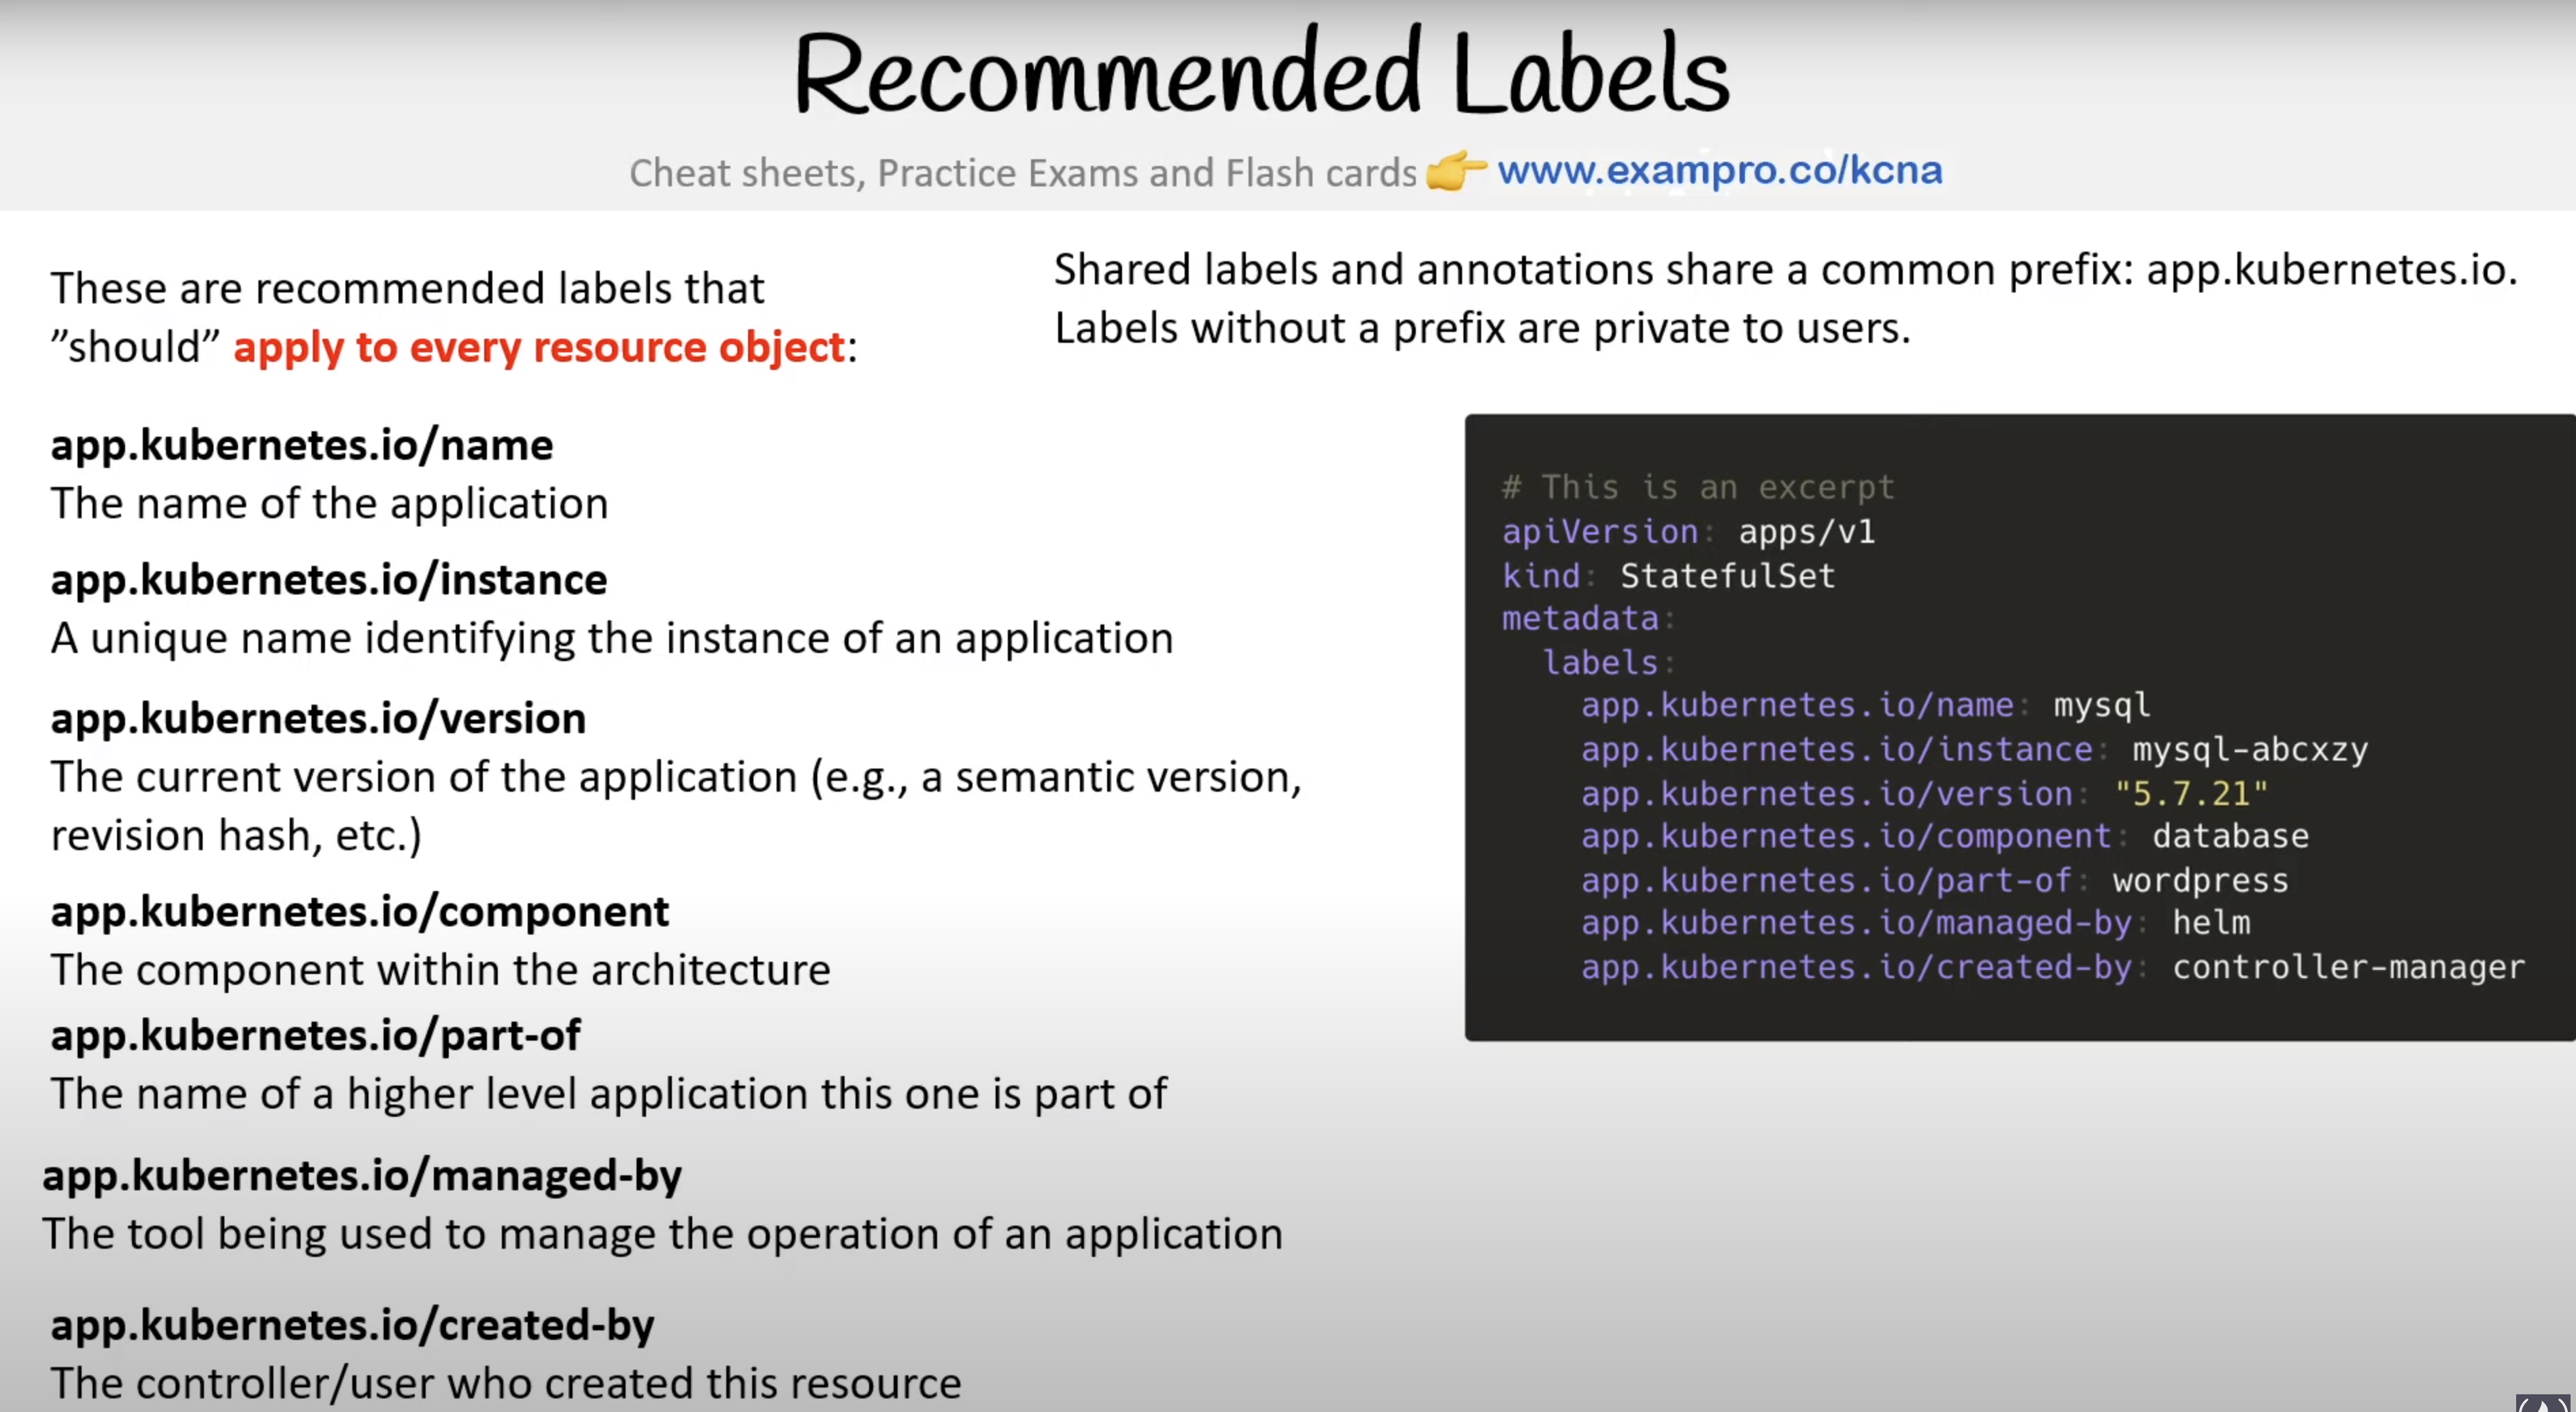 Recommended Labels
Cheat sheets, Practice Exams and Flash cards 👉 www.exampro.co/kcna
These are recommended labels that
”should” apply to every resource object:
Shared labels and annotations share a common prefix: app.kubernetes.io.
Labels without a prefix are private to users.
app.kubernetes.io/name
The name of the application
app.kubernetes.io/instance
A unique name identifying the instance of an application
app.kubernetes.io/version
The current version of the application (e.g., a semantic version,
revision hash, etc.)
app.kubernetes.io/component
The component within the architecture
app.kubernetes.io/part-of
The name of a higher level application this one is part of
app.kubernetes.io/managed-by
The tool being used to manage the operation of an application
app.kubernetes.io/created-by
The controller/user who created this resource
# This is an excerpt
apiVersion: apps/v1
kind: StatefulSet
metadata:
  labels:
    app.kubernetes.io/name: mysql
    app.kubernetes.io/instance: mysql-abcxzy
    app.kubernetes.io/version: "5.7.21"
    app.kubernetes.io/component: database
    app.kubernetes.io/part-of: wordpress
    app.kubernetes.io/managed-by: helm
    app.kubernetes.io/created-by: controller-manager